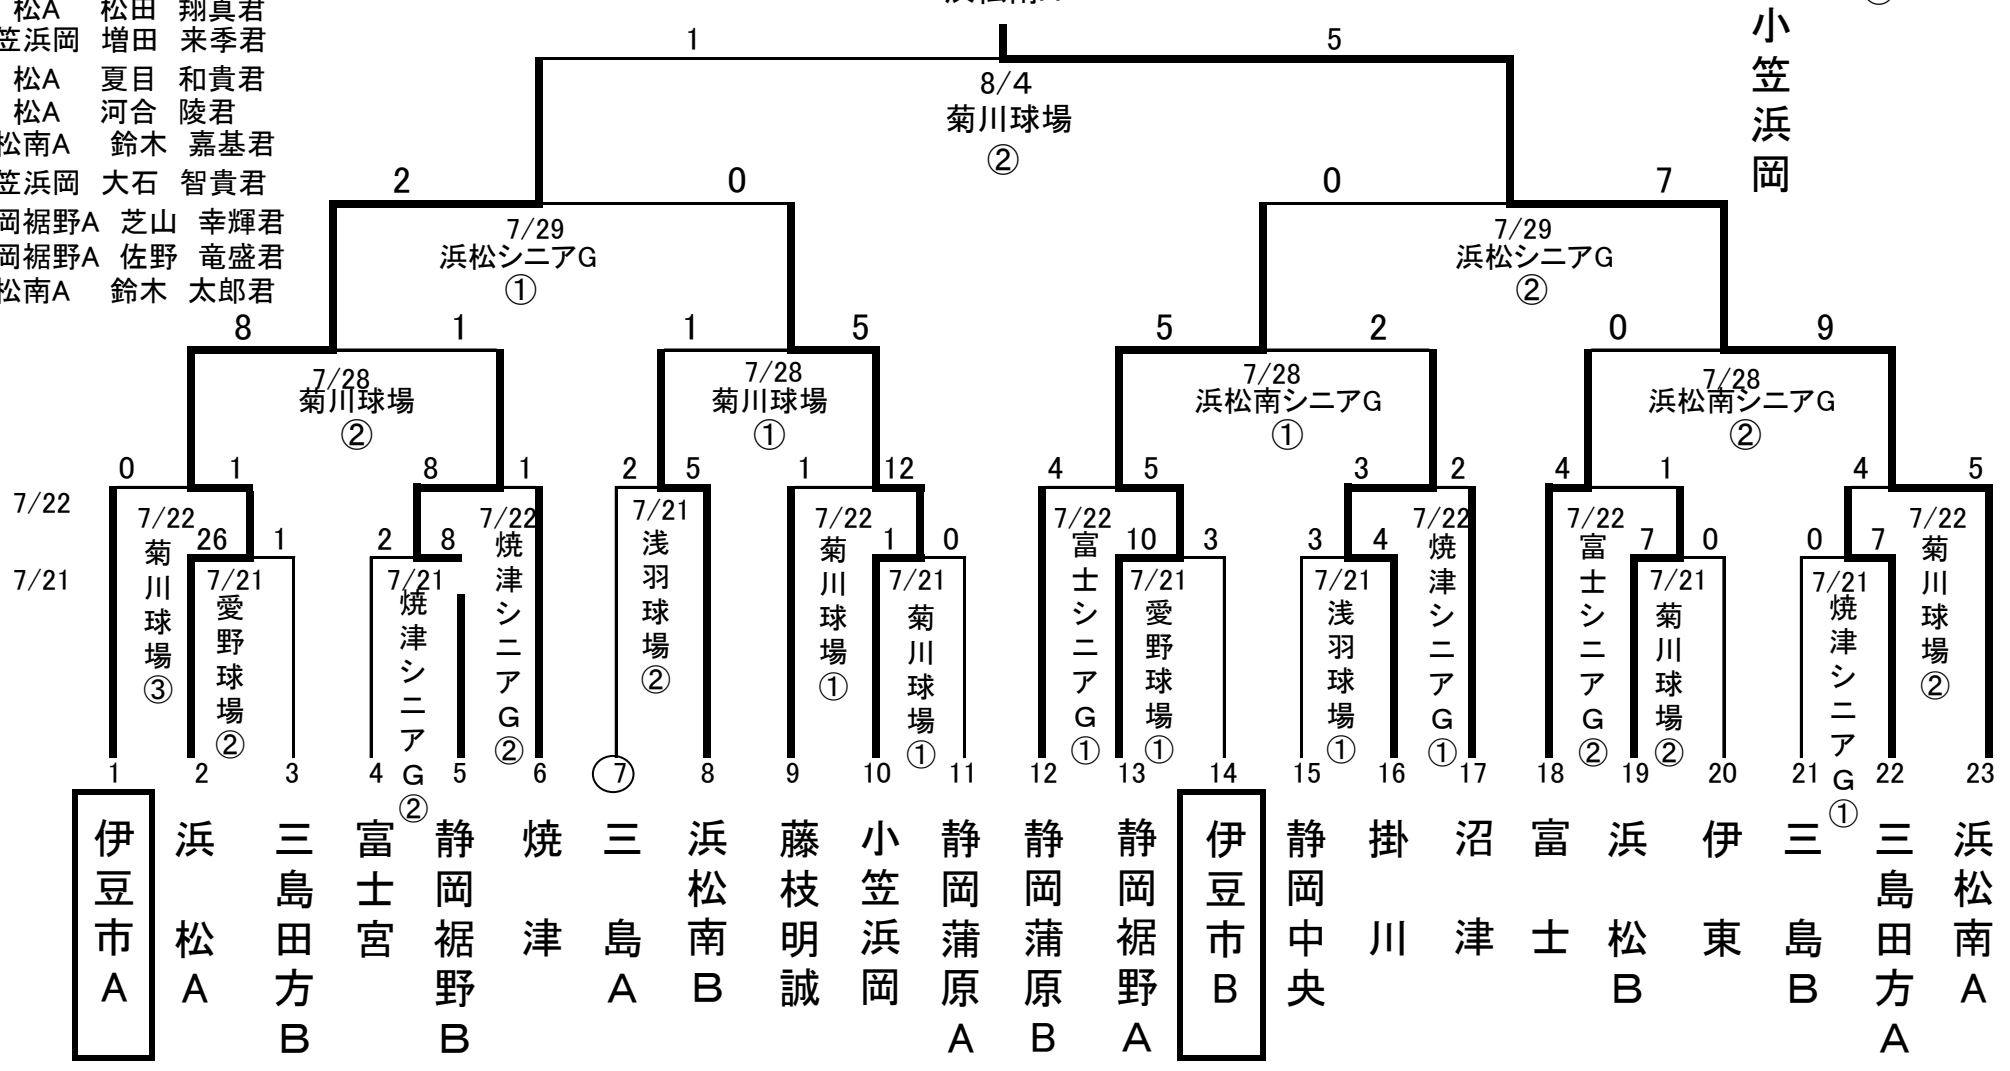 松A 松田 翔真君
笠浜岡 増田 来季君
松A 夏目 和貴君
松A 河合 陵君
松南A 鈴木 嘉基君
笠浜岡 大石 智貴君
岡裾野A 芝山 幸輝君
岡裾野A 佐野 竜盛君
松南A 鈴木 太郎君
小笠浜岡
1 5
8/4
菊川球場
②
2 0 0 7
7/29
浜松シニアG
①
7/29
浜松シニアG
②
8 1 1 5 5 2 0 9
7/28
菊川球場
②
7/28
菊川球場
①
7/28
浜松南シニアG
①
7/28
浜松南シニアG
②
0 1 8 1 2 5 1 12 4 5 3 2 4 1 4 5
7/22
7/22
菊川球場③
7/22
焼津シニアG②
7/21
浅羽球場②
7/22
菊川球場①
7/22
富士シニアG①
7/22
焼津シニアG①
7/22
富士シニアG②
7/22
菊川球場②
26 1 2 8 1 0 10 3 3 4 7 0 0 7
7/21
7/21
愛野球場②
7/21
焼津シニアG②
7/21
菊川球場①
7/21
愛野球場①
7/21
浅羽球場①
7/21
菊川球場②
7/21
焼津シニアG①
1 2 3 4 5 6 7 8 9 10 11 12 13 14 15 16 17 18 19 20 21 22 23
伊豆市A
浜松A
三島田方B
富士宮
静岡裾野B
焼津
三島A
浜松南B
藤枝明誠
小笠浜岡
静岡蒲原A
静岡蒲原B
静岡裾野A
伊豆市B
静岡中央
掛川
沼津
富士
浜松B
伊東
三島B
三島田方A
浜松南A